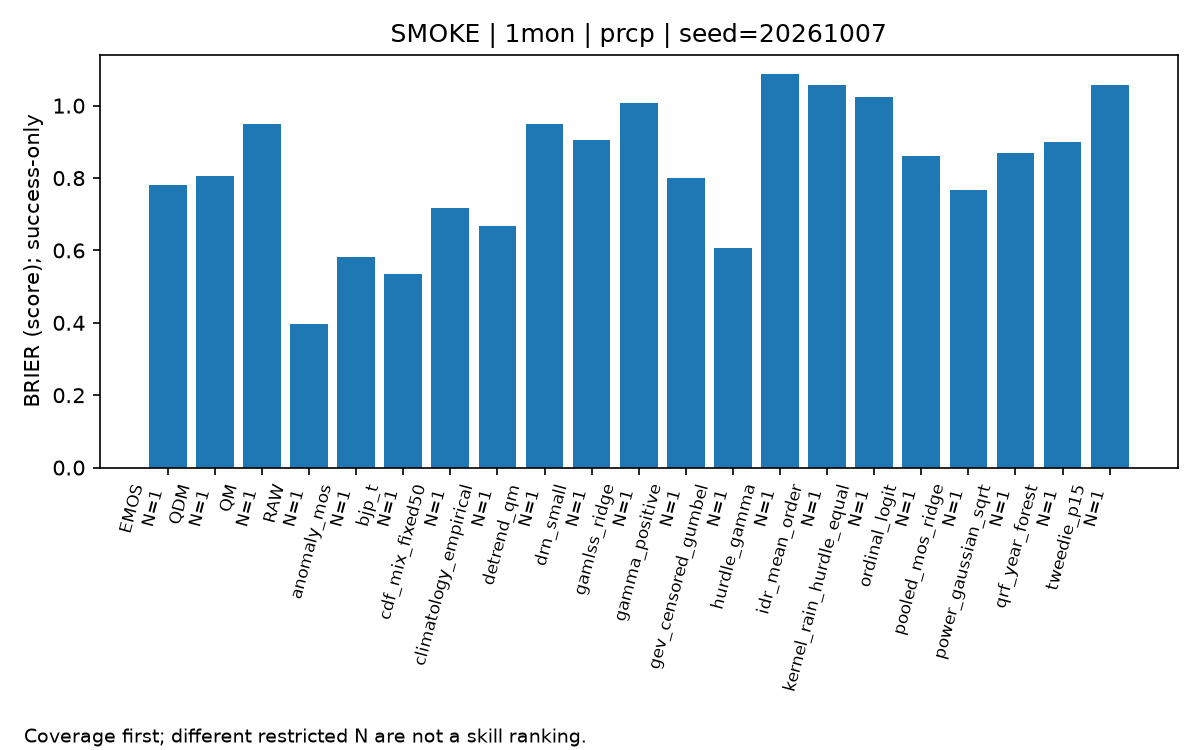 SMOKE | 1mon | prcp | seed=20261007
BRIER (score); success-only
1.0
0.8
0.6
0.4
0.2
0.0
EMOS
N=1
QDM
N=1
QM
N=1
RAW
N=1
anomaly_mos
N=1
bjp_t
N=1
cdf_mix_fixed50
N=1
climatology_empirical
N=1
detrend_qm
N=1
drn_small
N=1
gamlss_ridge
N=1
gamma_positive
N=1
gev_censored_gumbel
N=1
hurdle_gamma
N=1
idr_mean_order
N=1
kernel_rain_hurdle_equal
N=1
ordinal_logit
N=1
pooled_mos_ridge
N=1
power_gaussian_sqrt
N=1
qrf_year_forest
N=1
tweedie_p15
N=1
Coverage first; different restricted N are not a skill ranking.